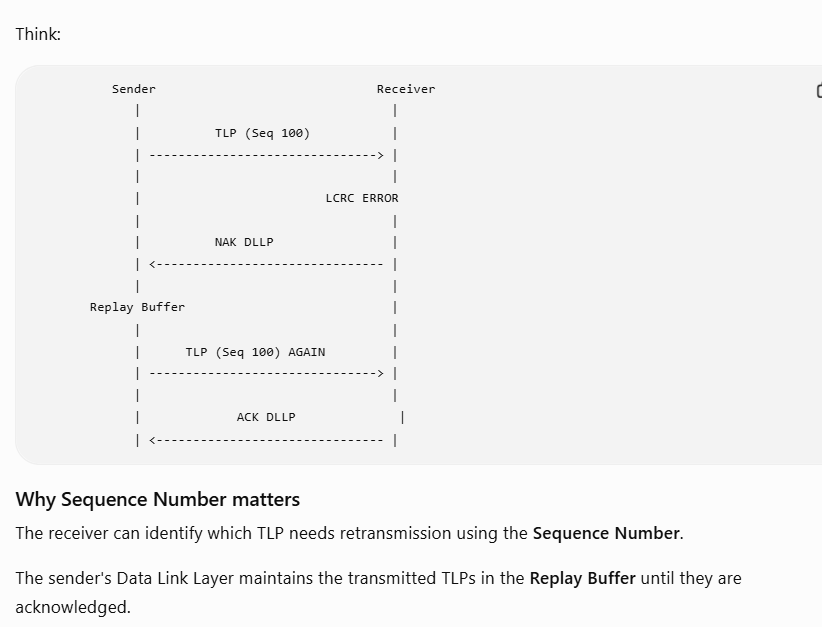 Think:
Sender Receiver
| |
| TLP (Seq 100) |
| -------------------------------> |
| |
| LCRC ERROR
| |
| NAK DLLP |
| <------------------------------- |
| |
Replay Buffer |
| |
| TLP (Seq 100) AGAIN |
| -------------------------------> |
| |
| ACK DLLP |
| <------------------------------- |
Why Sequence Number matters
The receiver can identify which TLP needs retransmission using the Sequence Number.
The sender's Data Link Layer maintains the transmitted TLPs in the Replay Buffer until they are
acknowledged.